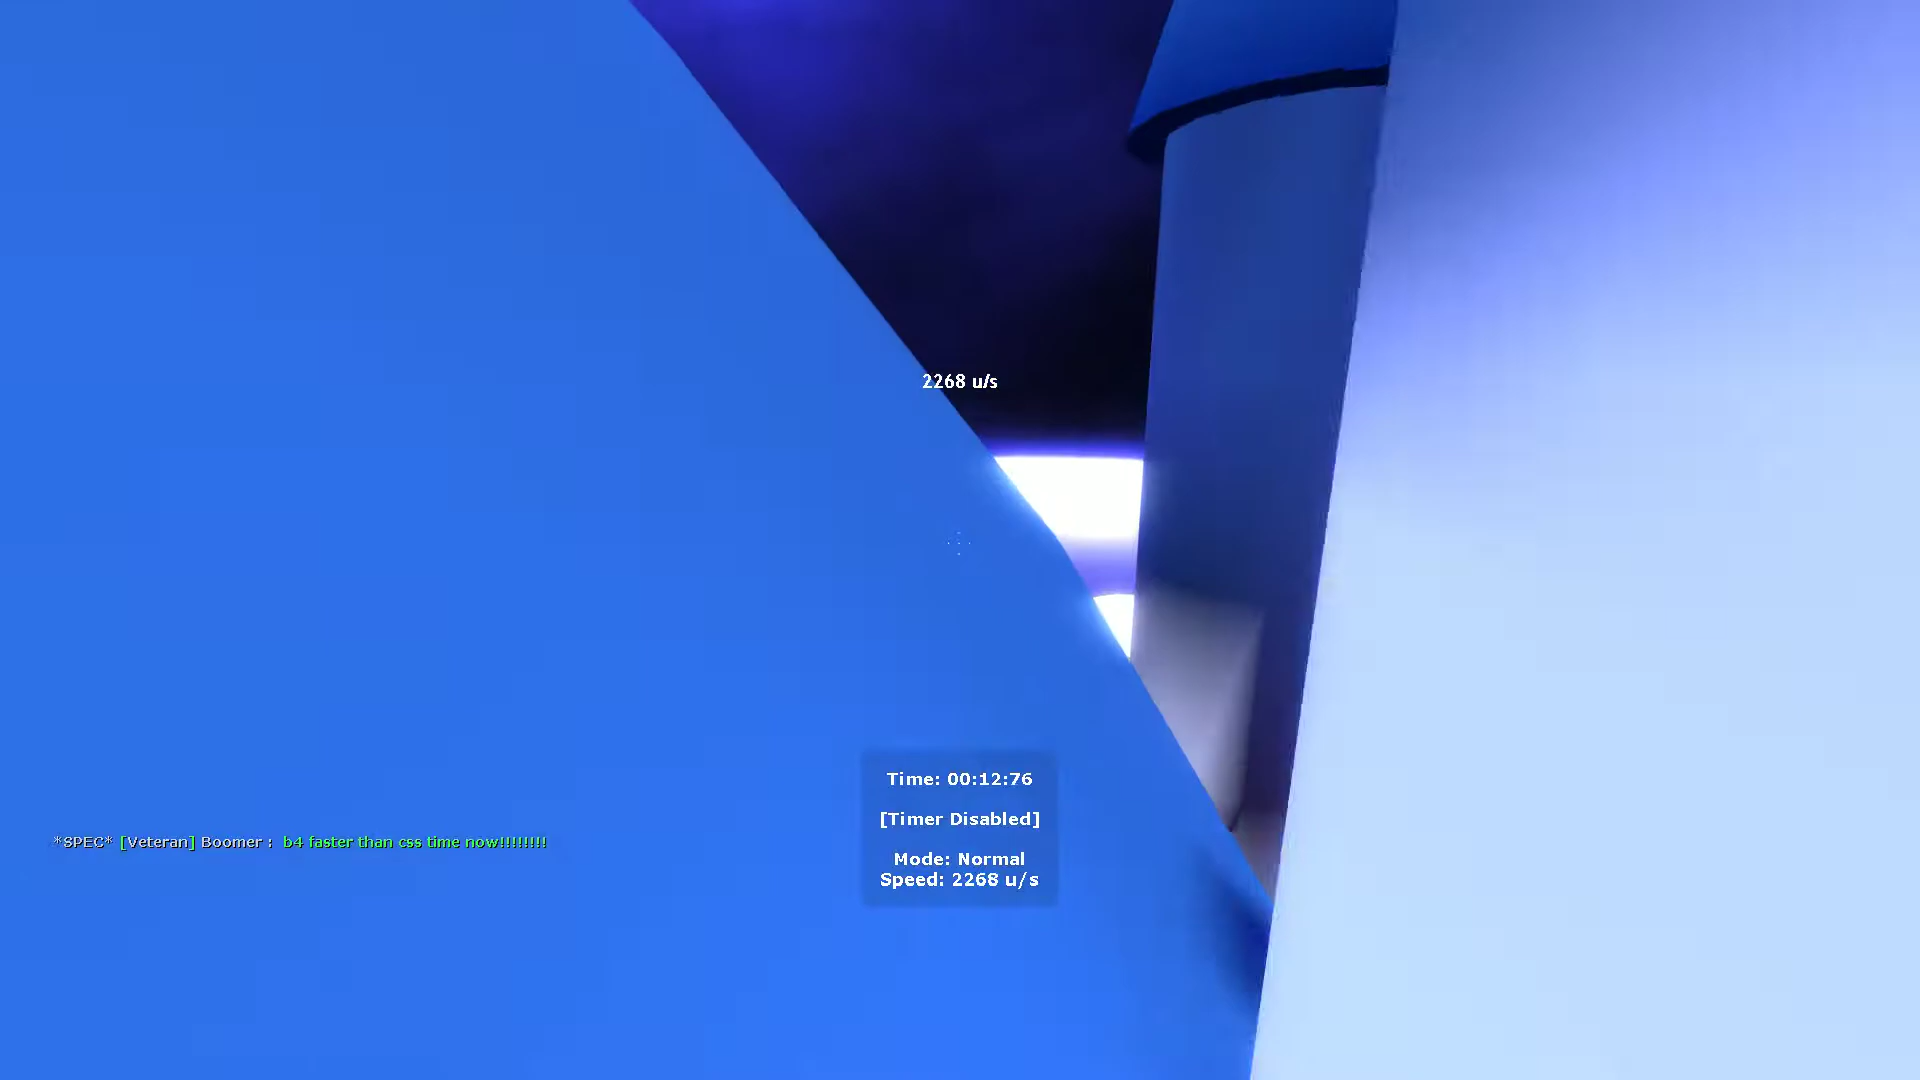 2268 u/s
Time: 00:12:76
[Timer Disabled]
*SPEC* [Veteran] Boomer :  b4 faster than css time now!!!!!!!!
Mode: Normal
Speed: 2268 u/s